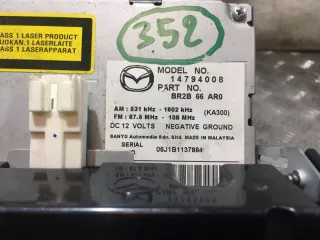 ASS 1 LASER PRODUCT
UOKAN 1 LASERLAITE
ASS 1 LASERAPPARAT
352
MODEL NO.
14794008
PART NO.
BR2B 66 AR0
AM : 531 kHz - 1602 kHz
(KA300)
FM : 87.5 MHz - 108 MHz
DC 12 VOLTS NEGATIVE GROUND
SANYO Automedia Sdn. Bhd. MADE IN MALAYSIA
SERIAL
06J1B1137884